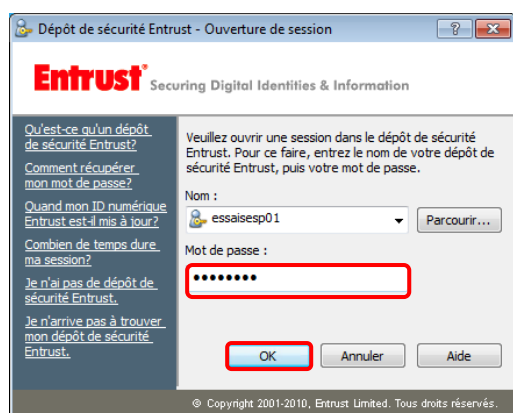 Dépôt de sécurité Entrust - Ouverture de session
Entrust® Securing Digital Identities & Information
Qu'est-ce qu'un dépôt
de sécurité Entrust?
Comment récupérer
mon mot de passe?
Quand mon ID numérique
Entrust est-il mis à jour?
Combien de temps dure
ma session?
Je n'ai pas de dépôt de
sécurité Entrust.
Je n'arrive pas à trouver
mon dépôt de sécurité
Entrust.
Veuillez ouvrir une session dans le dépôt de sécurité
Entrust. Pour ce faire, entrez le nom de votre dépôt de
sécurité Entrust, puis votre mot de passe.
Nom :
essaisesp01
Parcourir...
Mot de passe :
••••••••
OK
Annuler
Aide
© Copyright 2001-2010, Entrust Limited. Tous droits réservés.